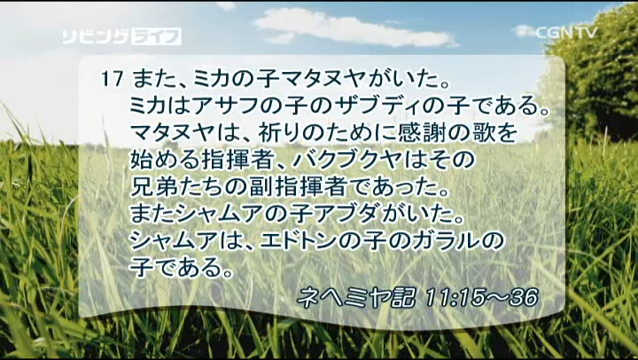 リビングライフ
CGNTV
17 また、ミカの子マタヌヤがいた。
ミカはアサフの子のザブディの子である。
マタヌヤは、祈りのために感謝の歌を
始める指揮者、バクブクヤはその
兄弟たちの副指揮者であった。
またシャムアの子アブダがいた。
シャムアは、エドトンの子のガラルの
子である。
ネヘミヤ記 11:15～36